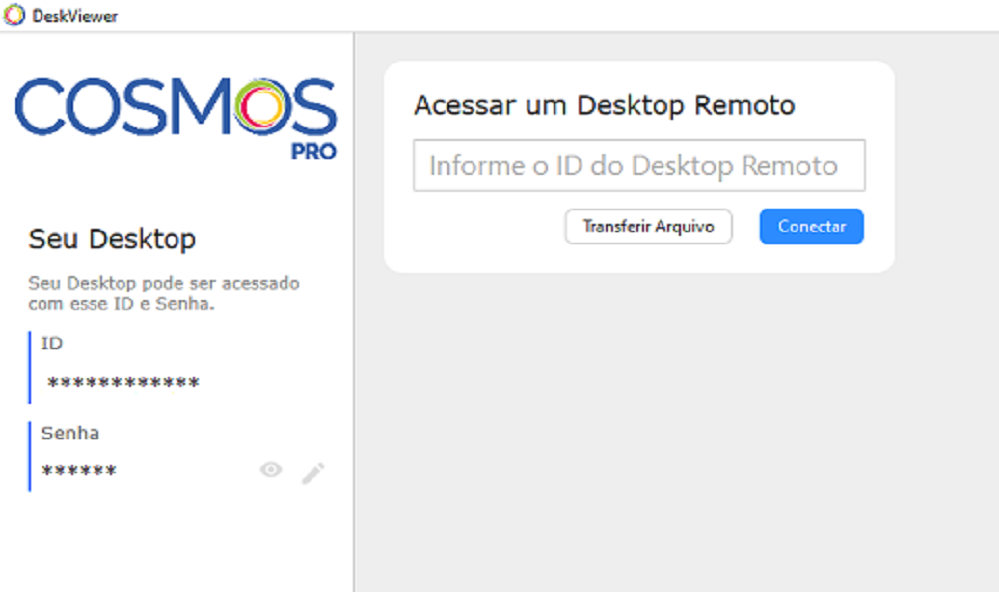 DeskViewer
COSMOS
PRO
Seu Desktop
Seu Desktop pode ser acessado
com esse ID e Senha.
ID
************
Senha
******
Acessar um Desktop Remoto
Informe o ID do Desktop Remoto
Transferir Arquivo
Conectar